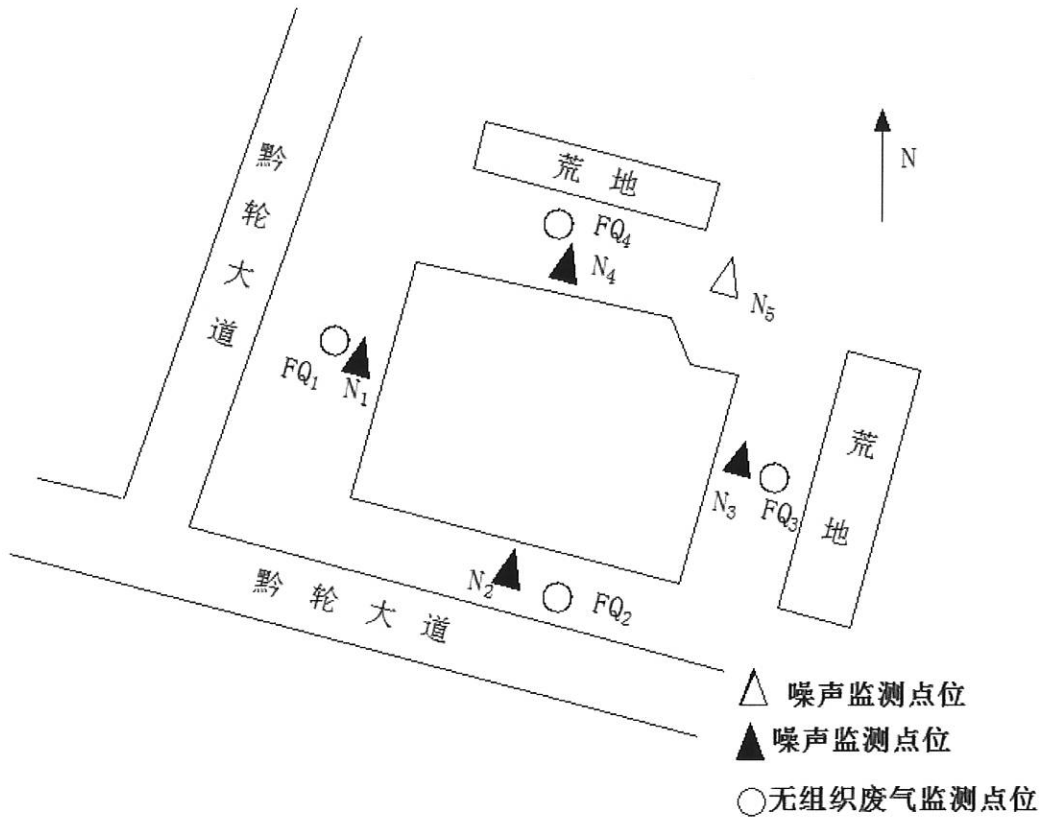 黔轮大道
荒地
N
FQ₄
N₄
N₅
FQ₁
N₁
荒地
N₃
FQ₃
N₂
FQ₂
黔轮大道
噪声监测点位
噪声监测点位
无组织废气监测点位